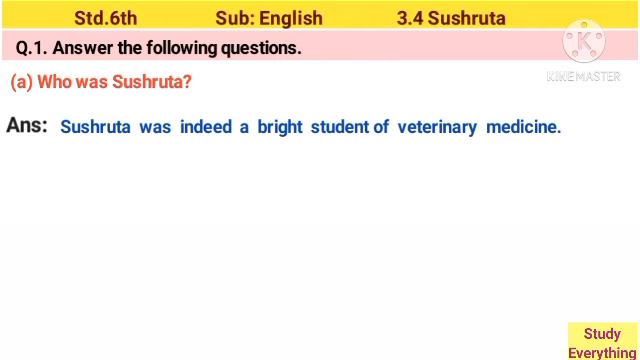 Std.6th Sub: English 3.4 Sushruta
Q.1. Answer the following questions.
KINEMASTER
(a) Who was Sushruta?
Ans: Sushruta was indeed a bright student of veterinary medicine.
Study
Everything